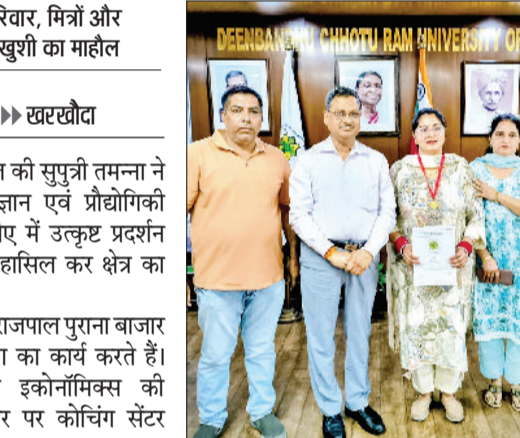 रिवार, मित्रों और
खुशी का माहौल
खरखौदा
की सुपुत्री तमन्ना ने
एवं प्रौद्योगिकी
में उत्कृष्ट प्रदर्शन
हासिल कर क्षेत्र का
राजपाल पुराना बाजार
का कार्य करते हैं।
इकोनॉमिक्स की
पर कोचिंग सेंटर
DEENBANDHU CHHOTU RAM UNIVERSITY OF